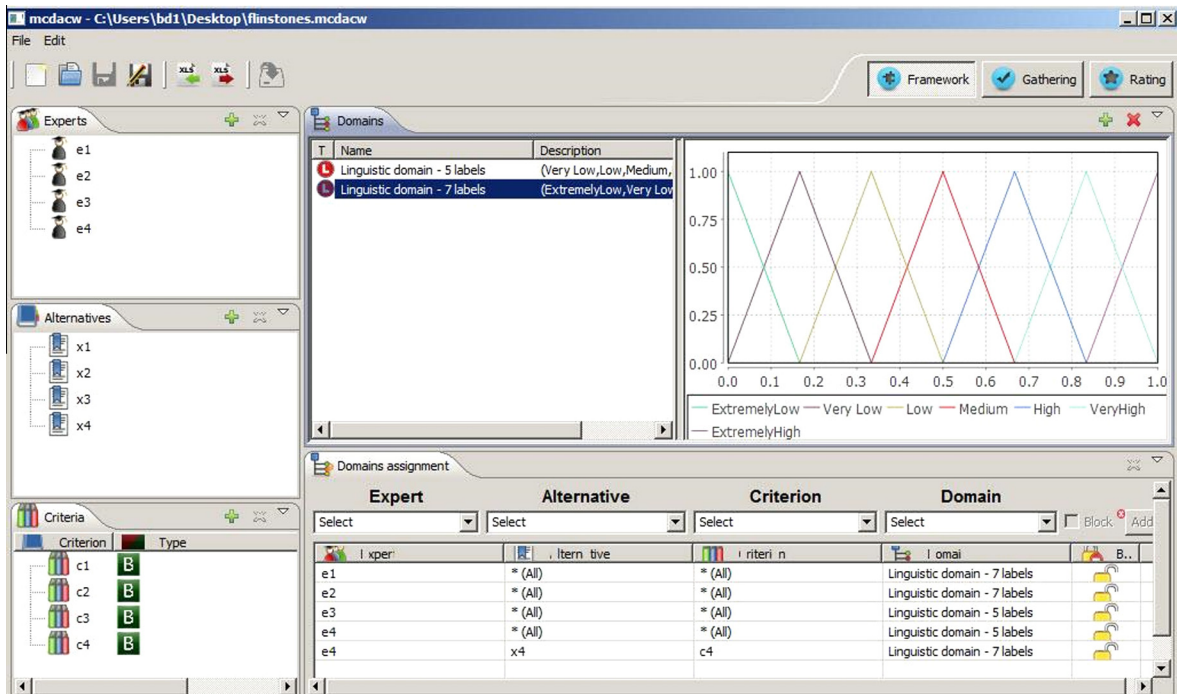 mcdacw - C:\Users\bd1\Desktop\flinstones.mcdacw
File Edit
XLS XLS
Framework Gathering Rating
Experts
e1
e2
e3
e4
Alternatives
x1
x2
x3
x4
Criteria
Criterion Type
c1 B
c2 B
c3 B
c4 B
Domains
T Name Description
L Linguistic domain - 5 labels (Very Low,Low,Medium,
L Linguistic domain - 7 labels (ExtremelyLow,Very Low
1.00
0.75
0.50
0.25
0.00
0.0 0.1 0.2 0.3 0.4 0.5 0.6 0.7 0.8 0.9 1.0
ExtremelyLow Very Low Low Medium High VeryHigh
ExtremelyHigh
Domains assignment
Expert Alternative Criterion Domain
Select Select Select Select Block Add
B..
e1 * (All) * (All) Linguistic domain - 7 labels
e2 * (All) * (All) Linguistic domain - 7 labels
e3 * (All) * (All) Linguistic domain - 5 labels
e4 * (All) * (All) Linguistic domain - 5 labels
e4 x4 c4 Linguistic domain - 7 labels